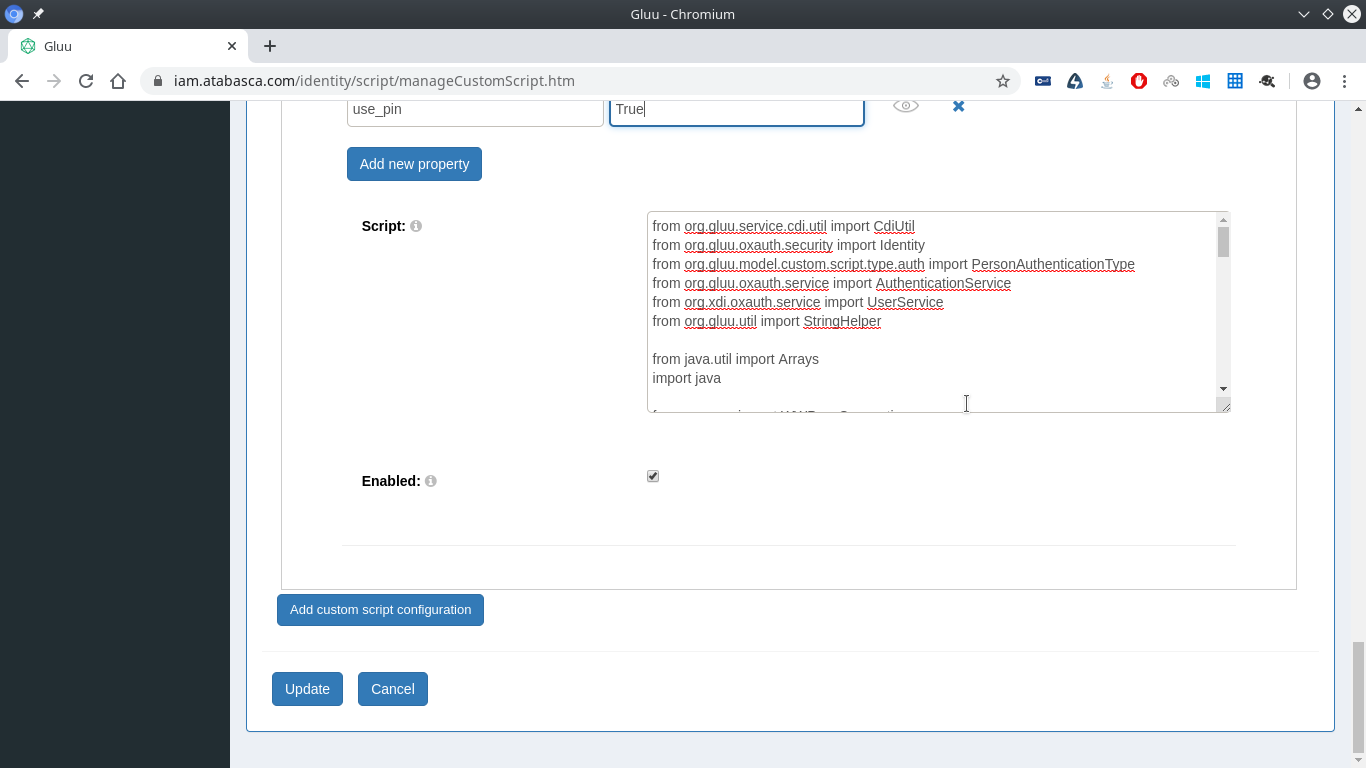 Gluu - Chromium
Gluu
iam.atabasca.com/identity/script/manageCustomScript.htm
use_pin
True
Add new property
Script:
from org.gluu.service.cdi.util import CdiUtil
from org.gluu.oxauth.security import Identity
from org.gluu.model.custom.script.type.auth import PersonAuthenticationType
from org.gluu.oxauth.service import AuthenticationService
from org.xdi.oxauth.service import UserService
from org.gluu.util import StringHelper
from java.util import Arrays
import java
Enabled:
Add custom script configuration
Update
Cancel